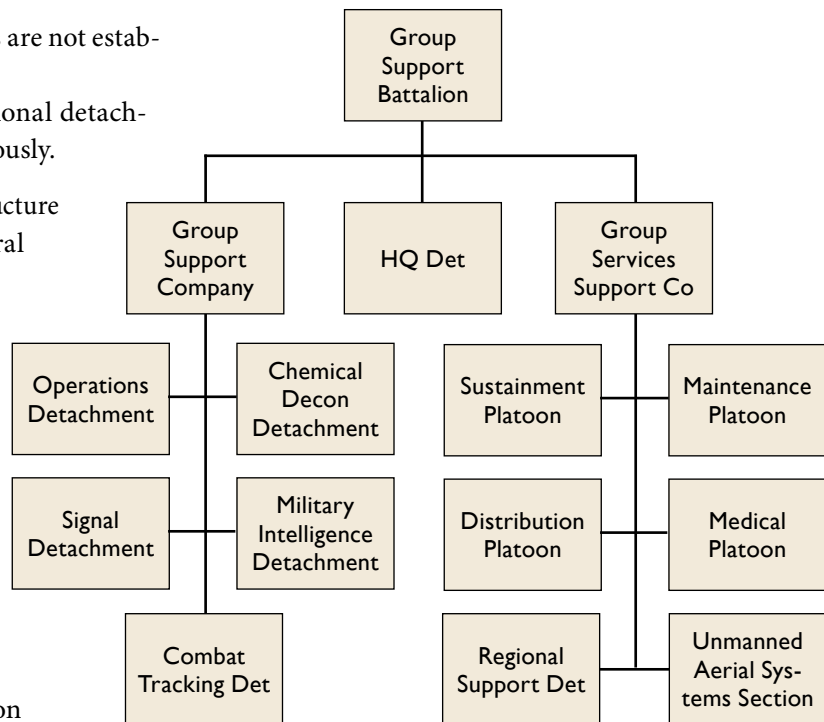 are not estab-
ional detach-
ously.
ucture
ral
on
Group
Support
Battalion
Group
Support
Company
HQ Det
Group
Services
Support Co
Operations
Detachment
Chemical
Decon
Detachment
Sustainment
Platoon
Maintenance
Platoon
Signal
Detachment
Military
Intelligence
Detachment
Distribution
Platoon
Medical
Platoon
Combat
Tracking Det
Regional
Support Det
Unmanned
Aerial Sys-
tems Section